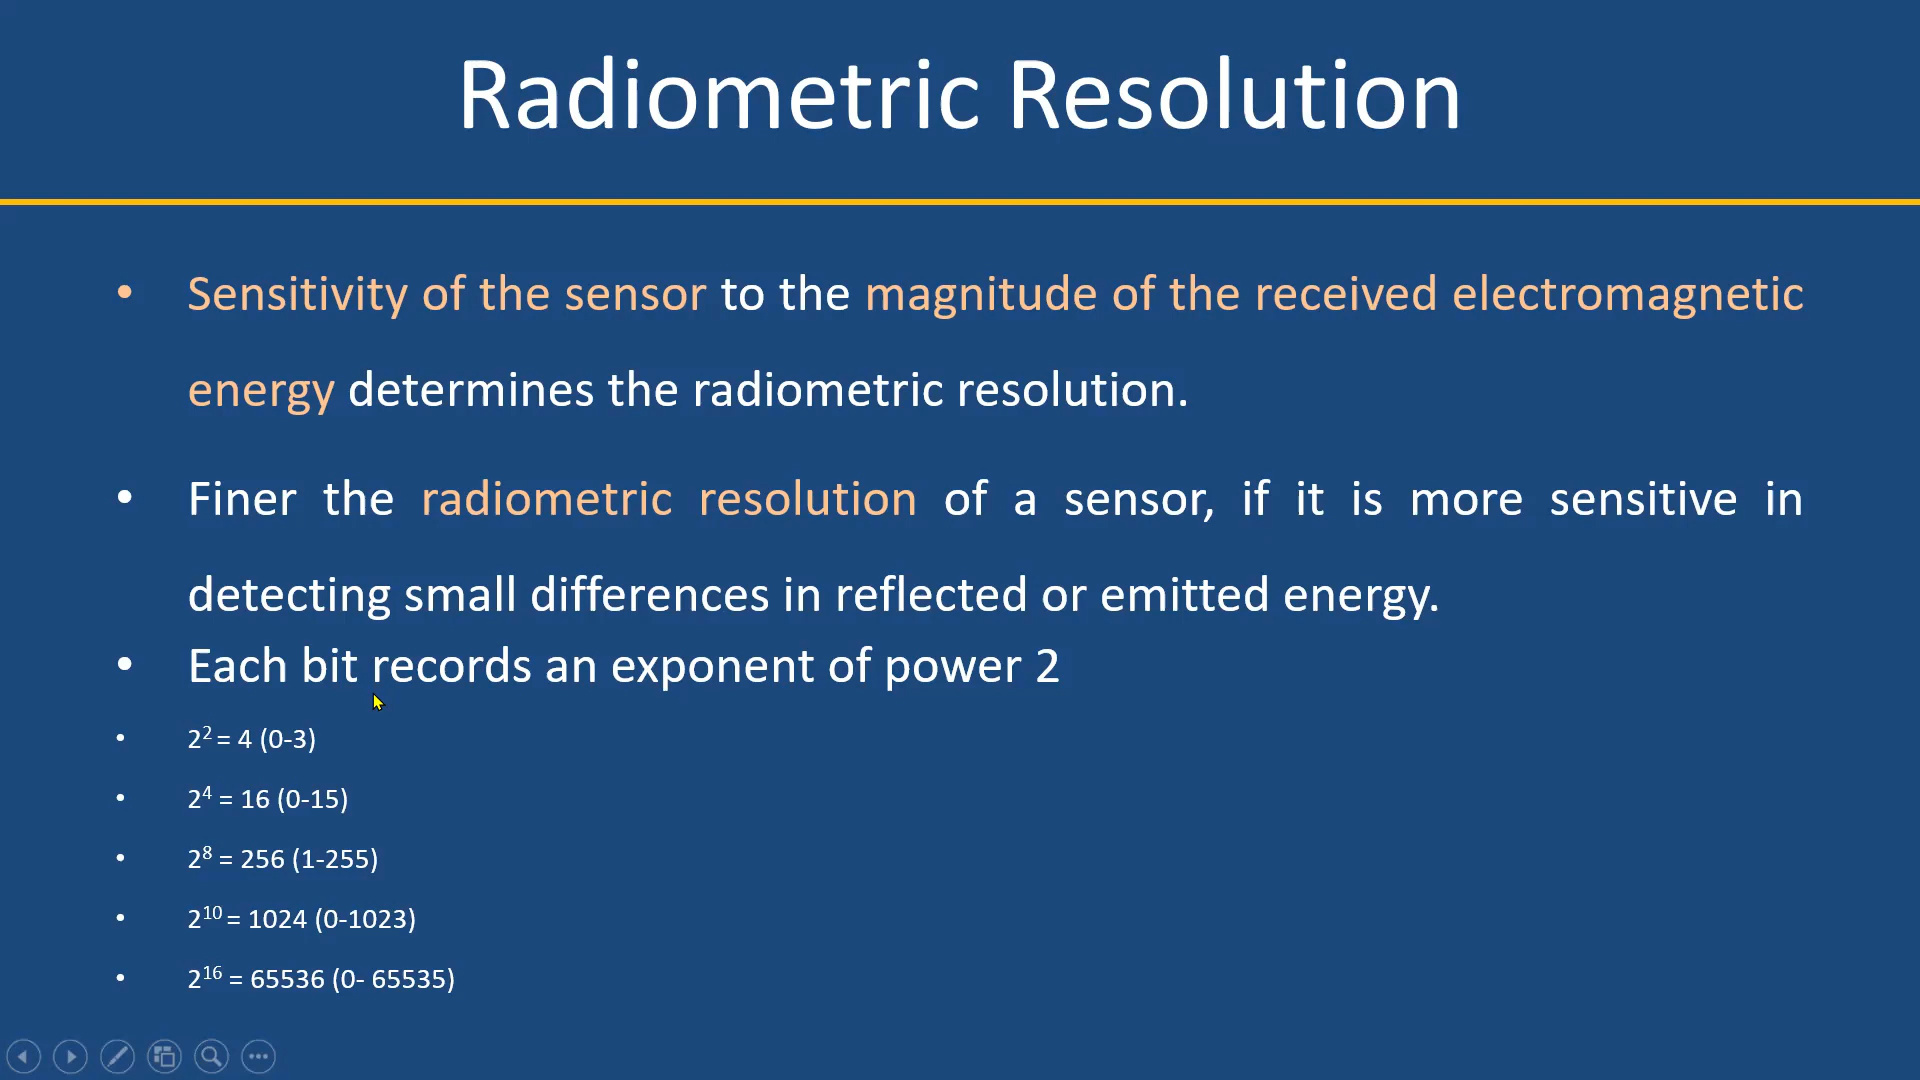 Radiometric Resolution
• Sensitivity of the sensor to the magnitude of the received electromagnetic
energy determines the radiometric resolution.
• Finer the radiometric resolution of a sensor, if it is more sensitive in
detecting small differences in reflected or emitted energy.
• Each bit records an exponent of power 2
• 2² = 4 (0-3)
• 2⁴ = 16 (0-15)
• 2⁸ = 256 (1-255)
• 2¹⁰ = 1024 (0-1023)
• 2¹⁶ = 65536 (0- 65535)